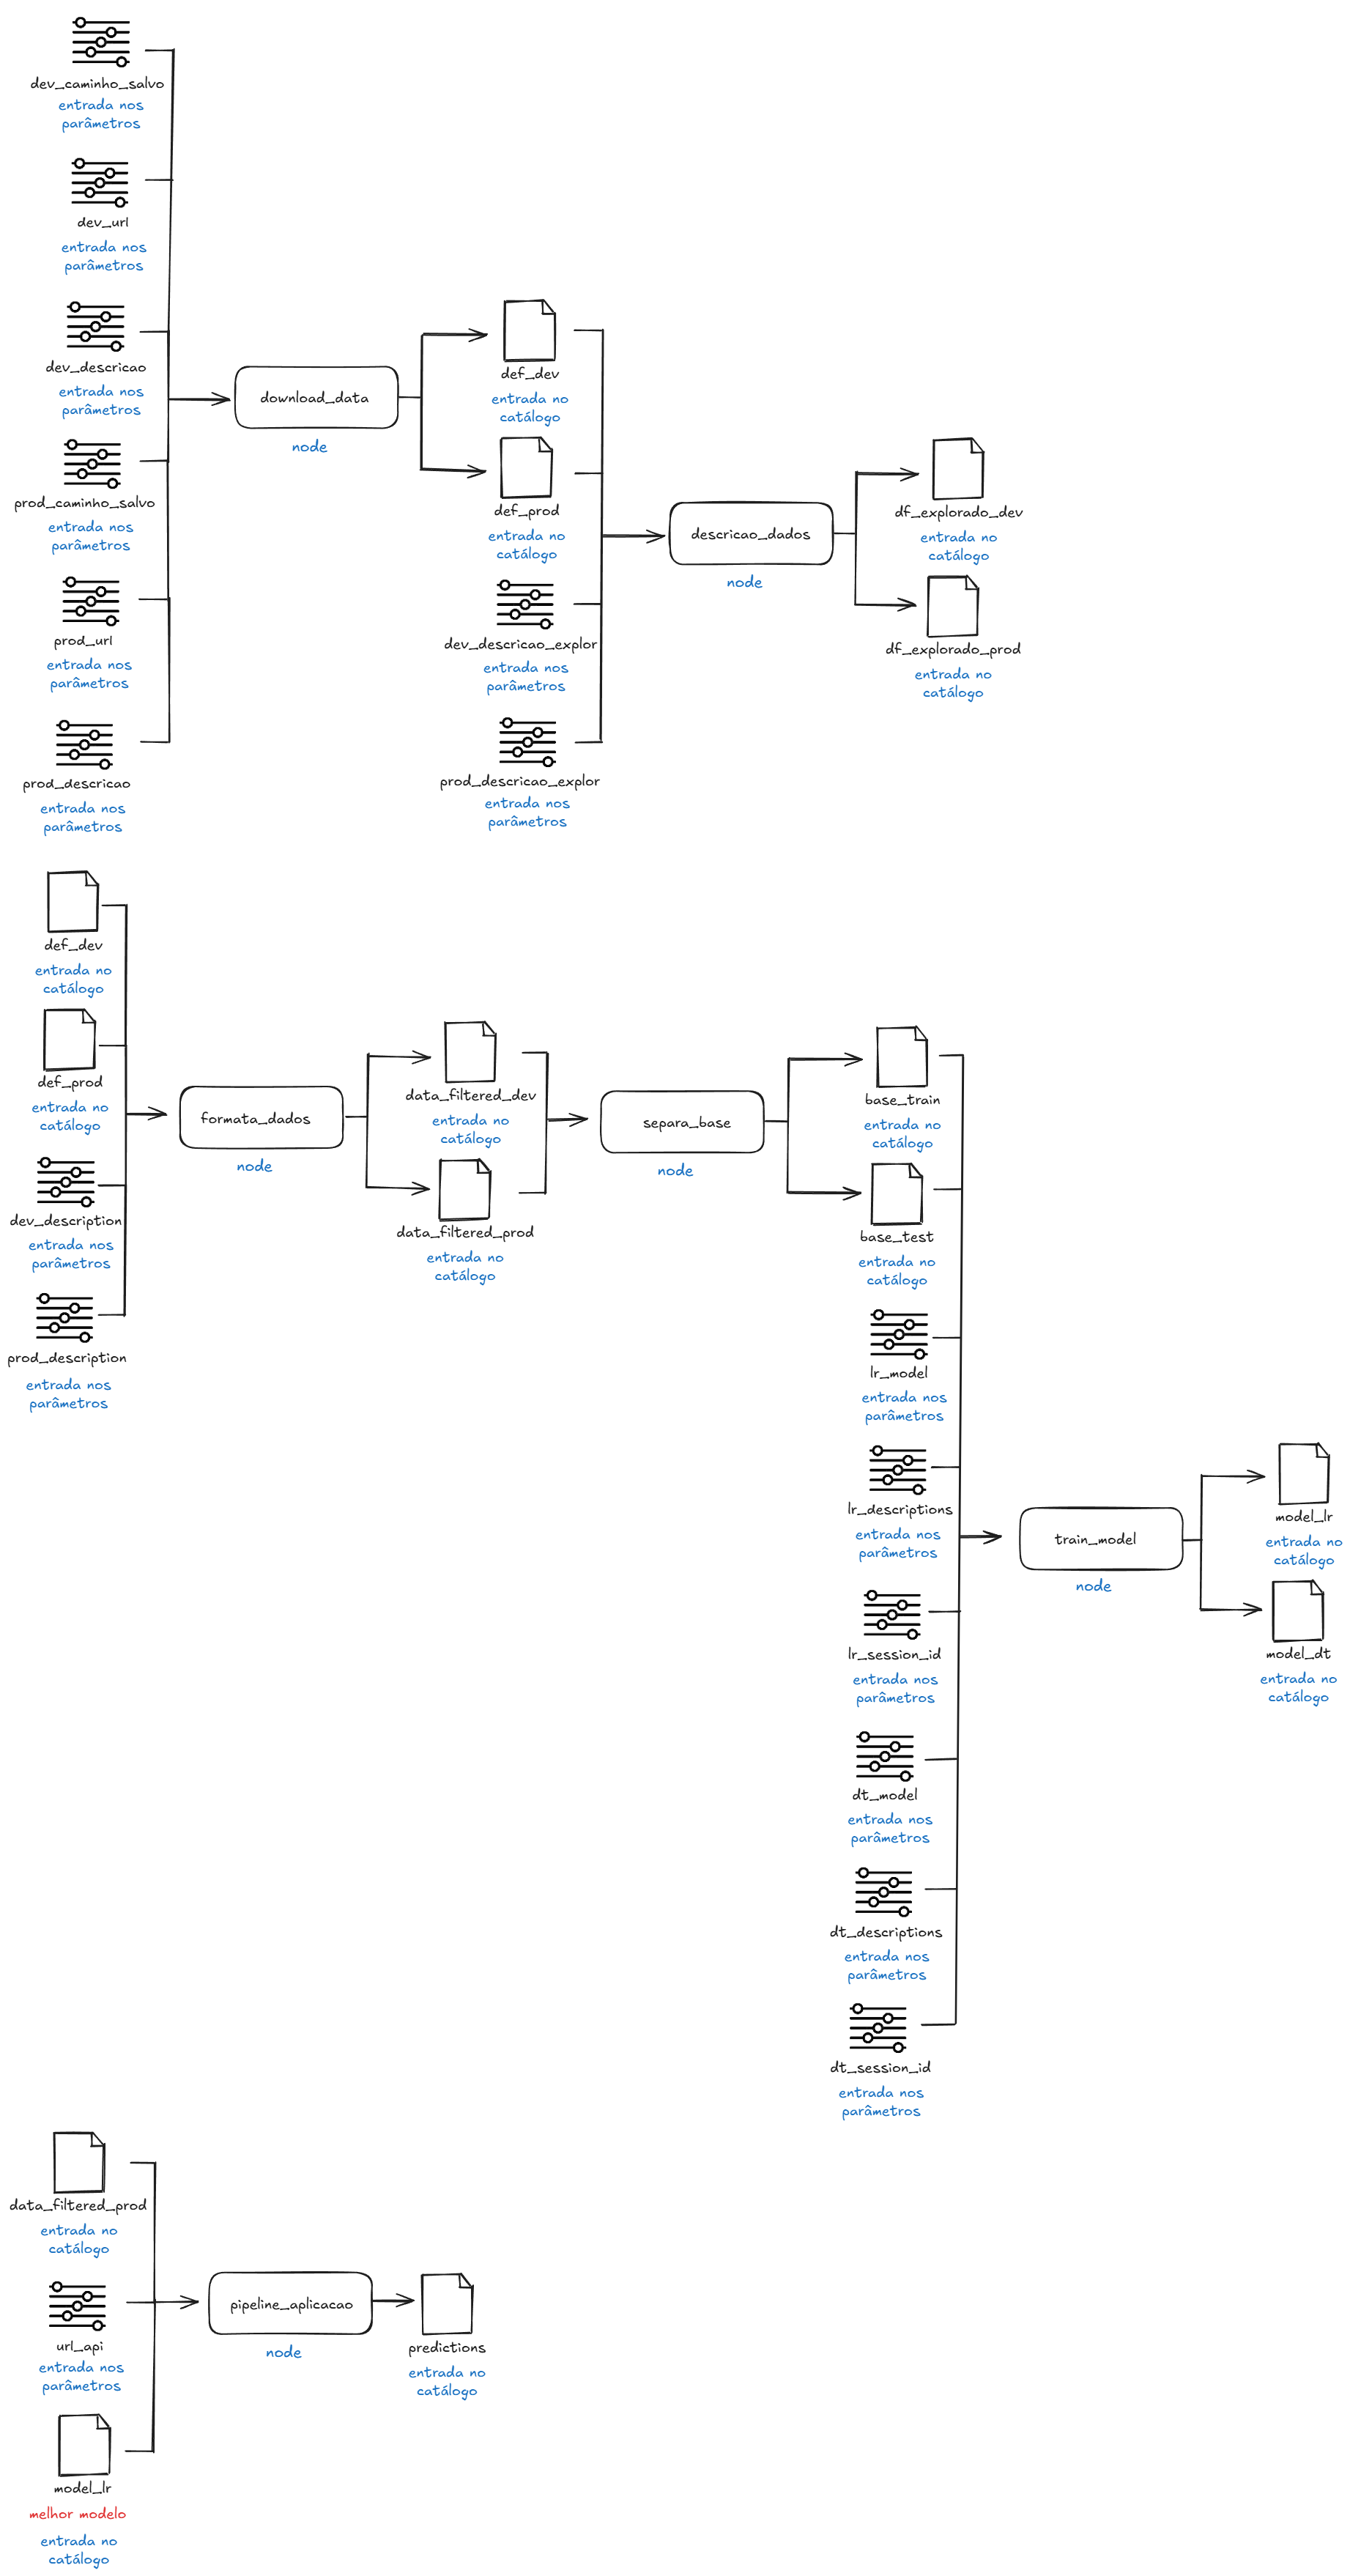 dev_caminho_salvo
entrada nos
parâmetros
dev_url
entrada nos
parâmetros
dev_descricao
entrada nos
parâmetros
prod_caminho_salvo
entrada nos
parâmetros
prod_url
entrada nos
parâmetros
prod_descricao
entrada nos
parâmetros
download_data
node
def_dev
entrada no
catálogo
def_prod
entrada no
catálogo
dev_descricao_explor
entrada nos
parâmetros
prod_descricao_explor
entrada nos
parâmetros
descricao_dados
node
df_explorado_dev
entrada no
catálogo
df_explorado_prod
entrada no
catálogo
def_dev
entrada no
catálogo
def_prod
entrada no
catálogo
dev_description
entrada nos
parâmetros
prod_description
entrada nos
parâmetros
formata_dados
node
data_filtered_dev
entrada no
catálogo
data_filtered_prod
entrada no
catálogo
separa_base
node
base_train
entrada no
catálogo
base_test
entrada no
catálogo
lr_model
entrada nos
parâmetros
lr_descriptions
entrada nos
parâmetros
lr_session_id
entrada nos
parâmetros
dt_model
entrada nos
parâmetros
dt_descriptions
entrada nos
parâmetros
dt_session_id
entrada nos
parâmetros
train_model
node
model_lr
entrada no
catálogo
model_dt
entrada no
catálogo
data_filtered_prod
entrada no
catálogo
url_api
entrada nos
parâmetros
model_lr
melhor modelo
entrada no
catálogo
pipeline_aplicacao
node
predictions
entrada no
catálogo